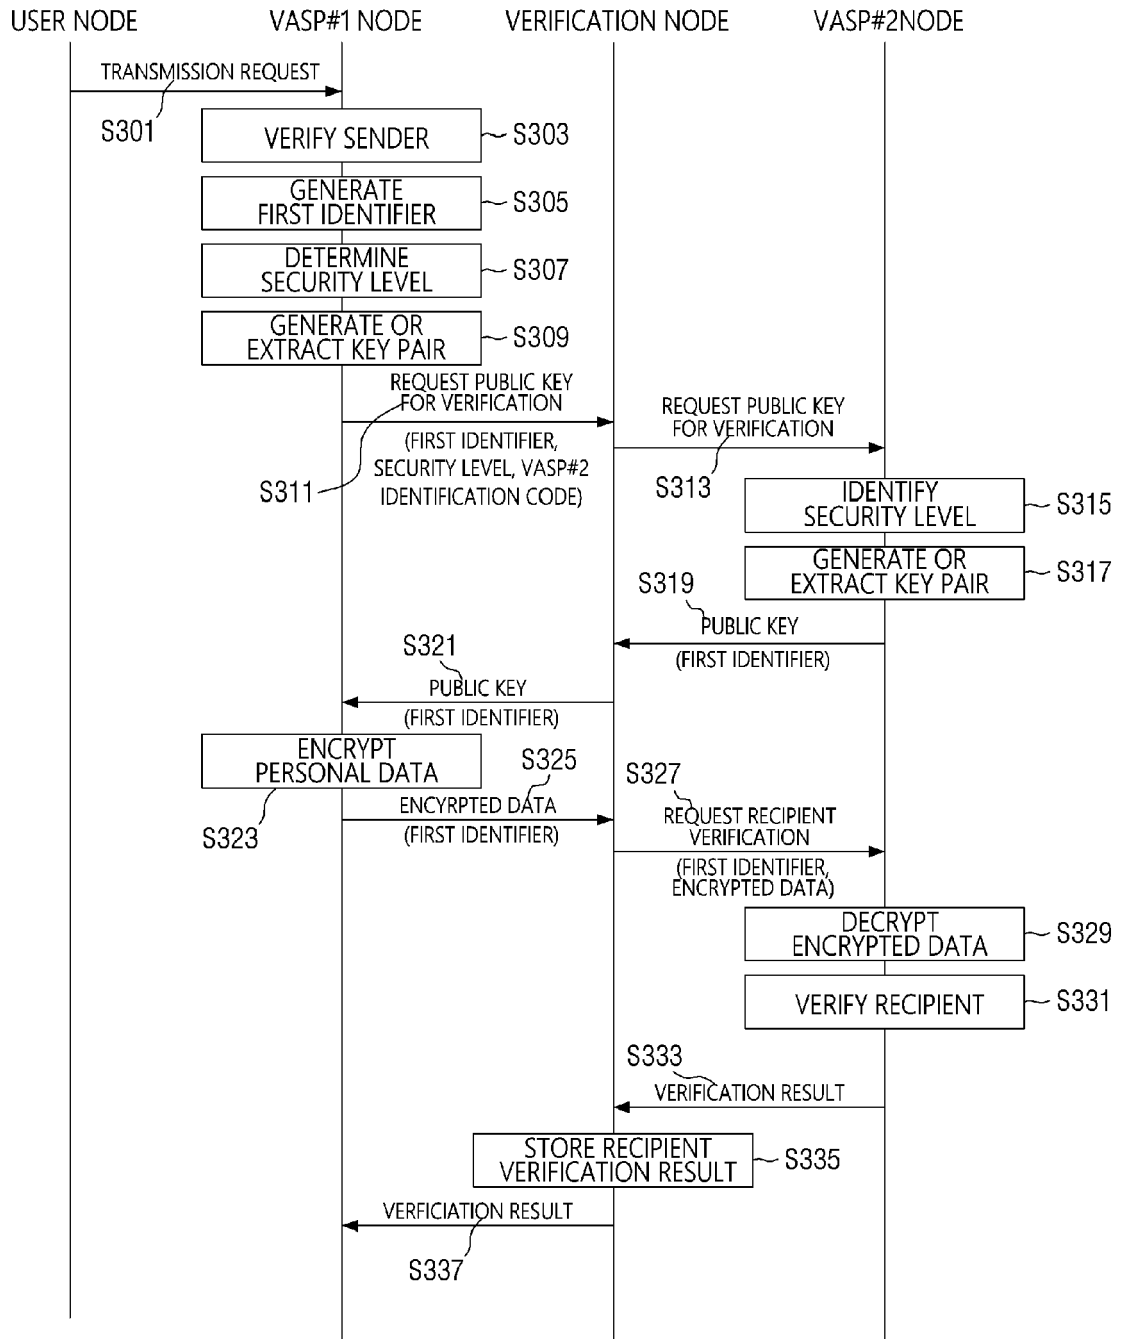 USER NODE
VASP#1 NODE
VERIFICATION NODE
VASP#2NODE
TRANSMISSION REQUEST
S301
VERIFY SENDER
S303
GENERATE
FIRST IDENTIFIER
S305
DETERMINE
SECURITY LEVEL
S307
GENERATE OR
EXTRACT KEY PAIR
S309
REQUEST PUBLIC KEY
FOR VERIFICATION
(FIRST IDENTIFIER,
SECURITY LEVEL, VASP#2
IDENTIFICATION CODE)
S311
REQUEST PUBLIC KEY
FOR VERIFICATION
S313
IDENTIFY
SECURITY LEVEL
S315
GENERATE OR
EXTRACT KEY PAIR
S317
S319
PUBLIC KEY
(FIRST IDENTIFIER)
S321
PUBLIC KEY
(FIRST IDENTIFIER)
ENCRYPT
PERSONAL DATA
S323
S325
ENCYRPTED DATA
(FIRST IDENTIFIER)
S327
REQUEST RECIPIENT
VERIFICATION
(FIRST IDENTIFIER,
ENCRYPTED DATA)
DECRYPT
ENCRYPTED DATA
S329
VERIFY RECIPIENT
S331
S333
VERIFICATION RESULT
STORE RECIPIENT
VERIFICATION RESULT
S335
VERFICIATION RESULT
S337